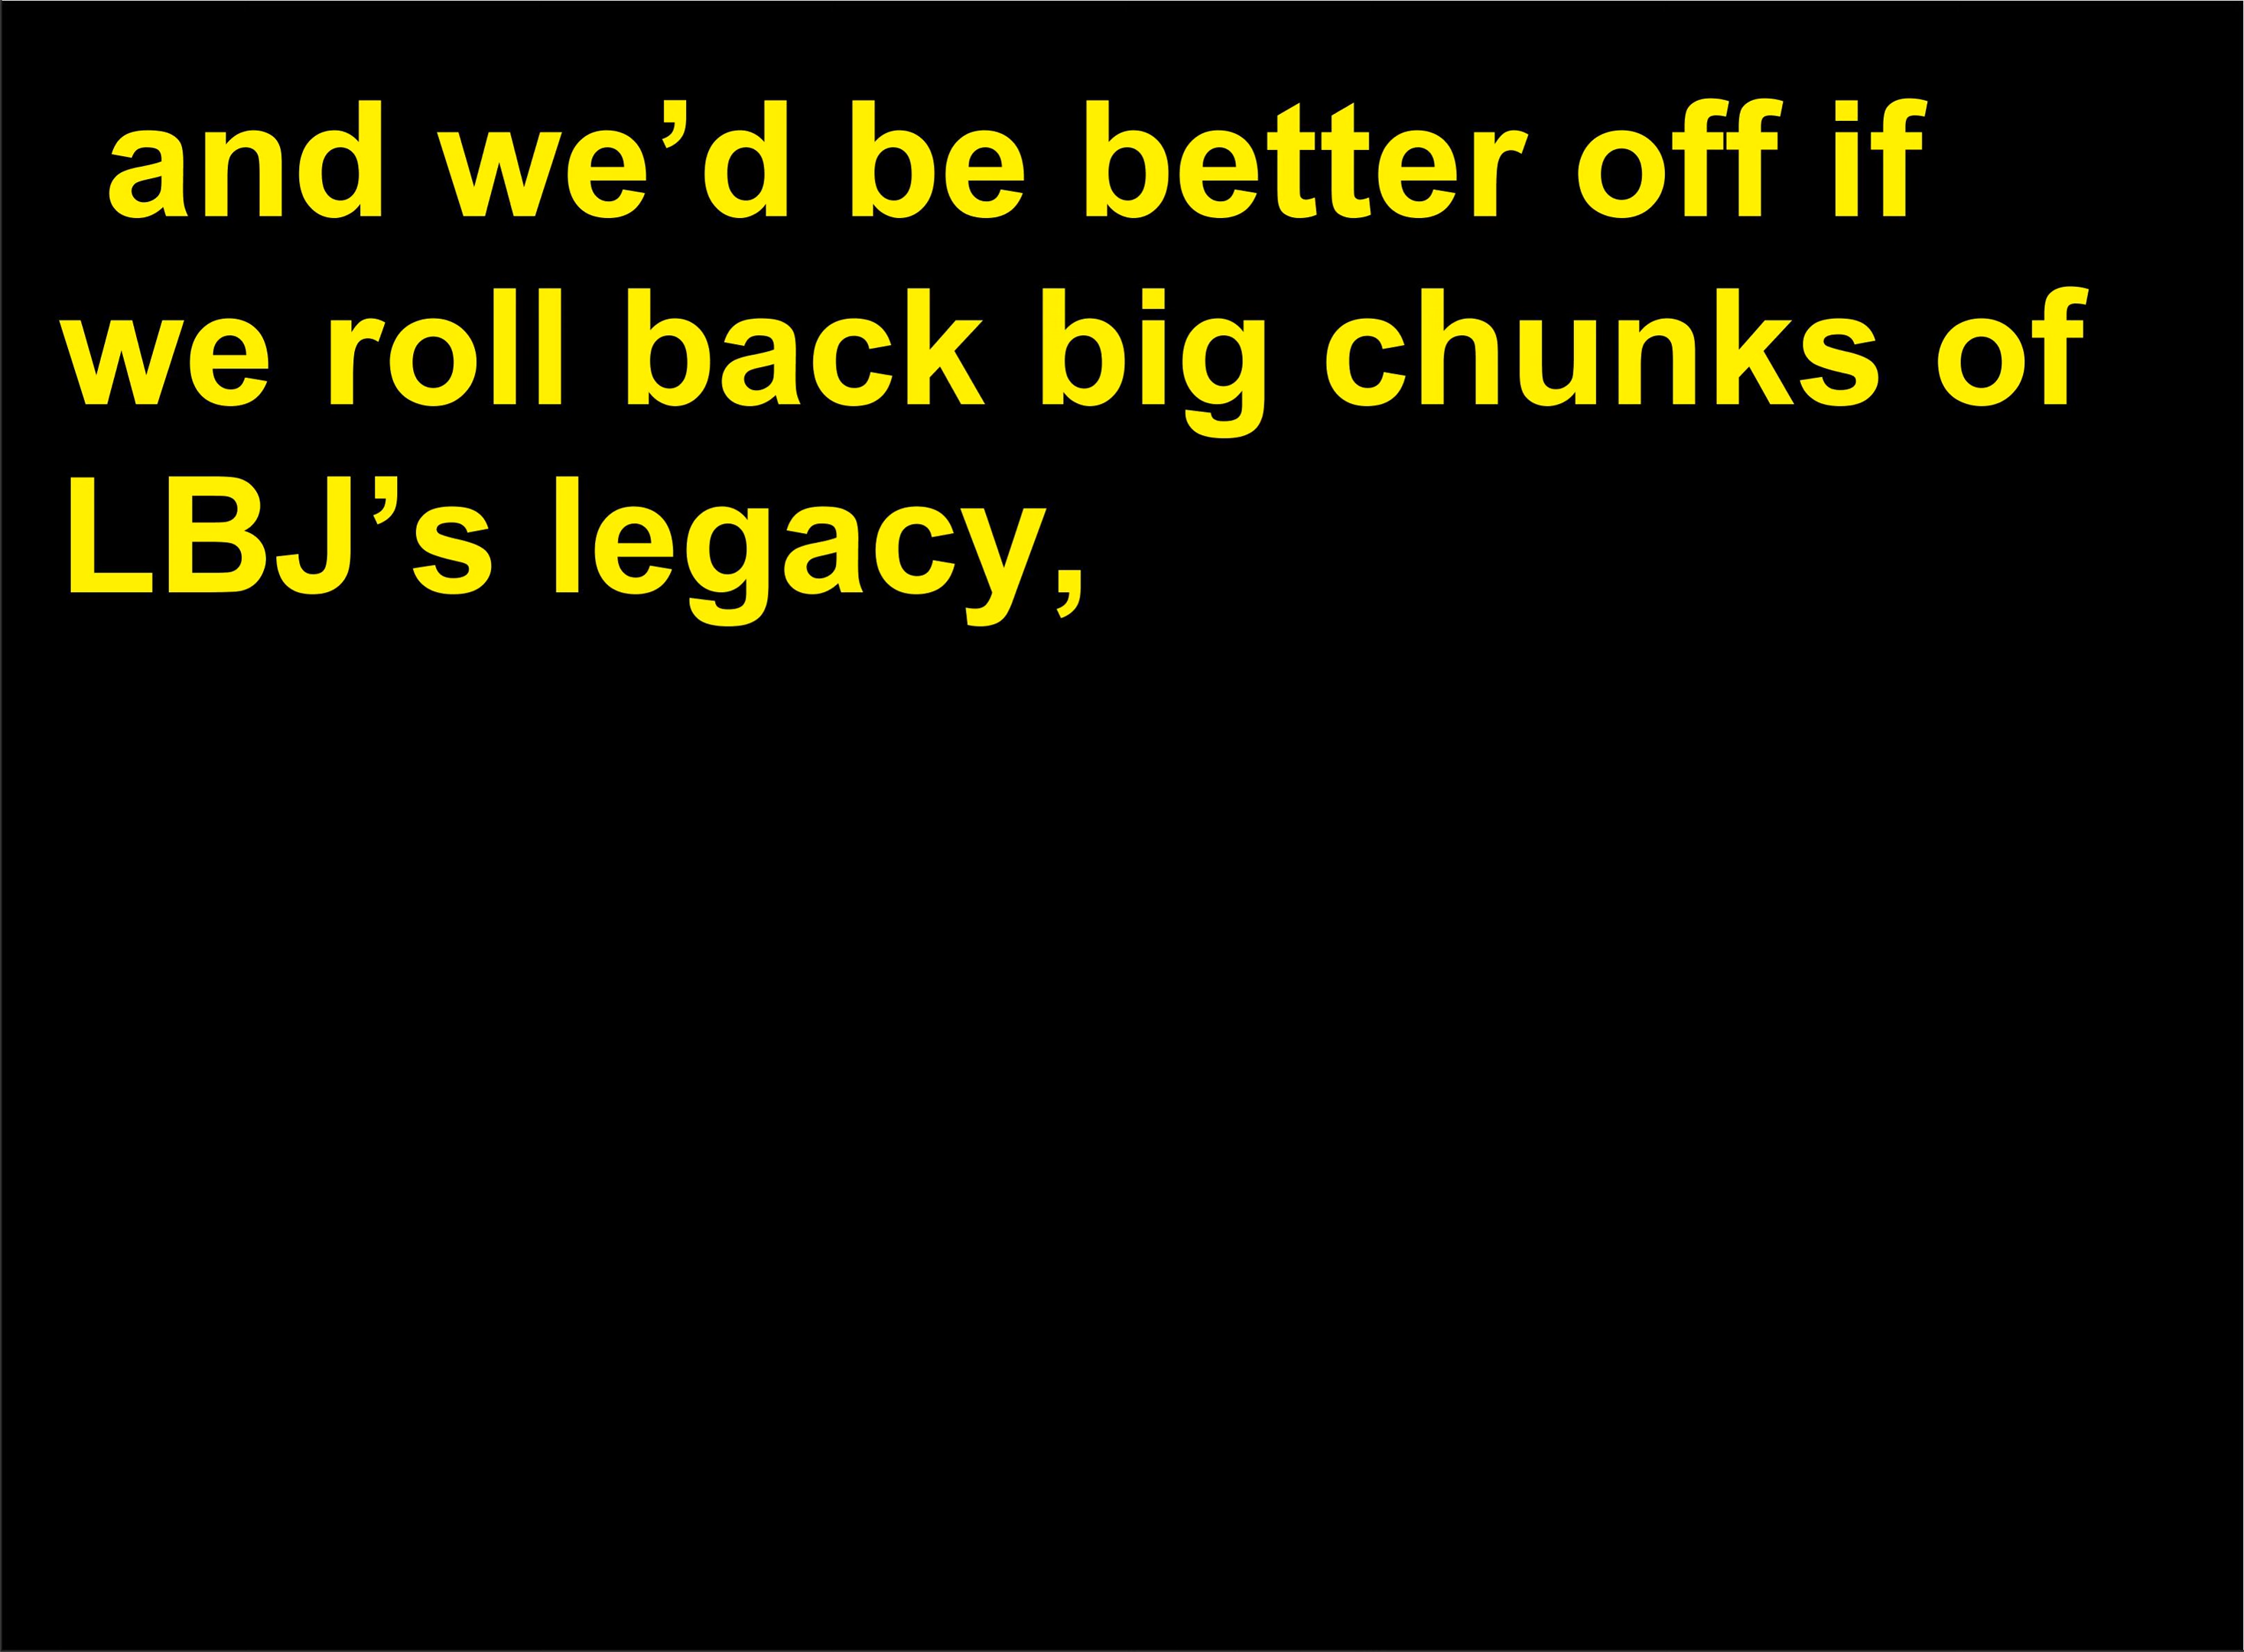 and we’d be better off if
we roll back big chunks of
LBJ’s legacy,